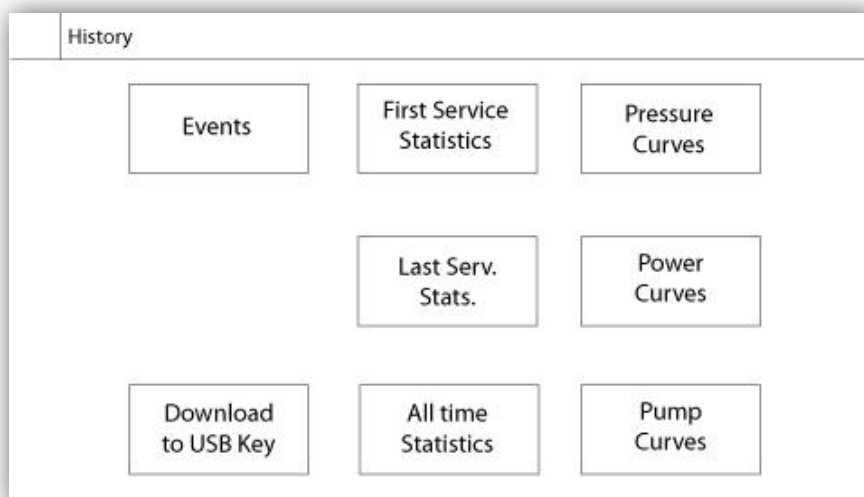 History
Events
First Service
Statistics
Pressure
Curves
Last Serv.
Stats.
Power
Curves
Download
to USB Key
All time
Statistics
Pump
Curves